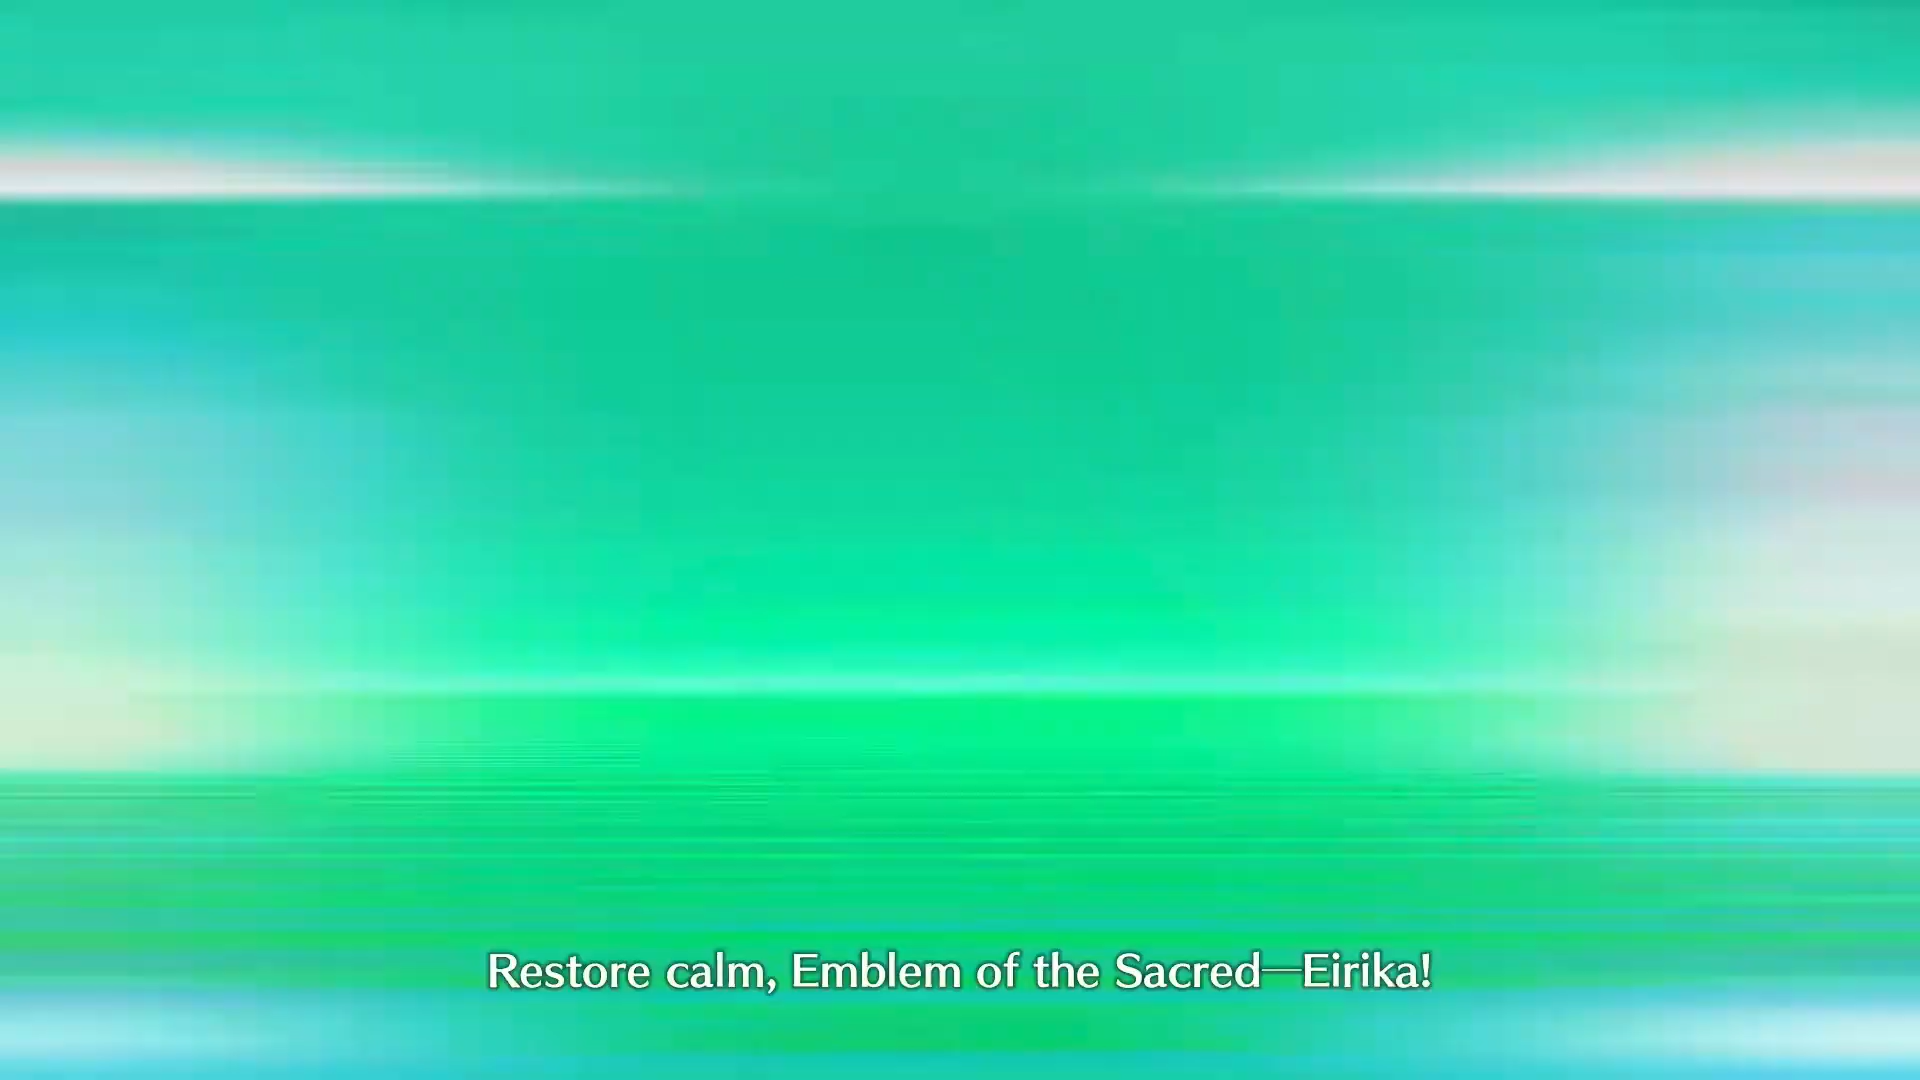 Restore calm, Emblem of the Sacred—Eirika!